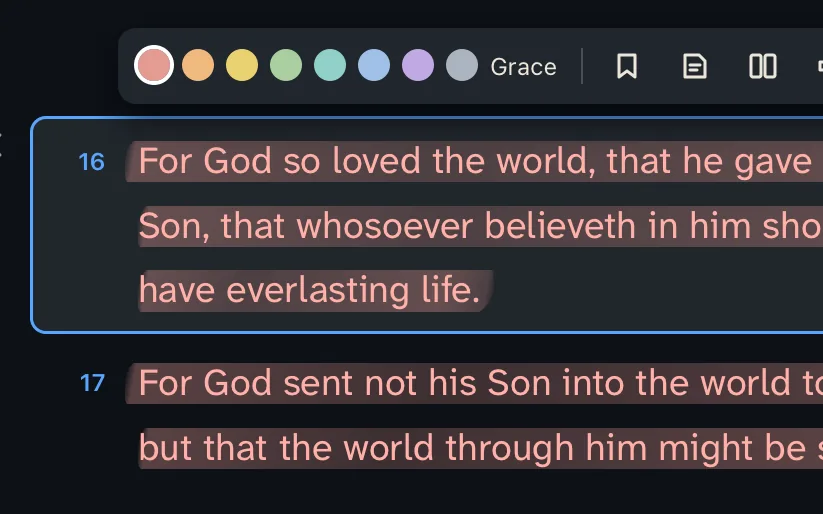 Grace
16 For God so loved the world, that he gave
Son, that whosoever believeth in him sho
have everlasting life.
17 For God sent not his Son into the world to
but that the world through him might be